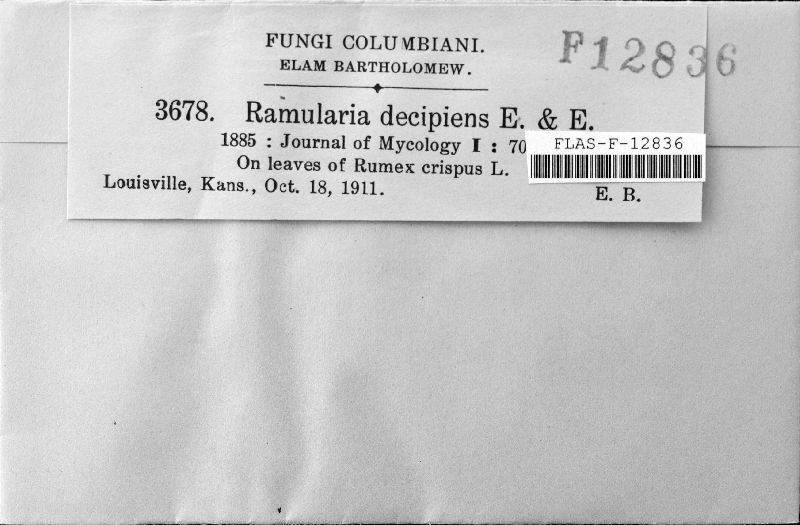 FUNGI COLUMBIANI.
ELAM BARTHOLOMEW.
F12836
3678. Ramularia decipiens E. & E.
1885 : Journal of Mycology I : 70
FLAS-F-12836
On leaves of Rumex crispus L.
Louisville, Kans., Oct. 18, 1911.
E. B.